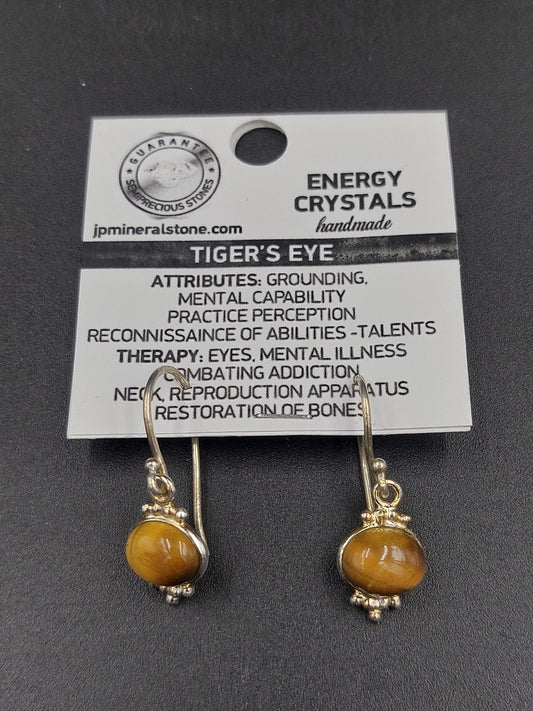 GUARANTEE
SEMIPRECIOUS STONES
jpmineralstone.com
ENERGY
CRYSTALS
handmade
TIGER'S EYE
ATTRIBUTES: GROUNDING,
MENTAL CAPABILITY
PRACTICE PERCEPTION
RECONNISSAINCE OF ABILITIES -TALENTS
THERAPY: EYES, MENTAL ILLNESS
OMBATING ADDICTION
NECK, REPRODUCTION APPARATUS
RESTORATION OF BONES